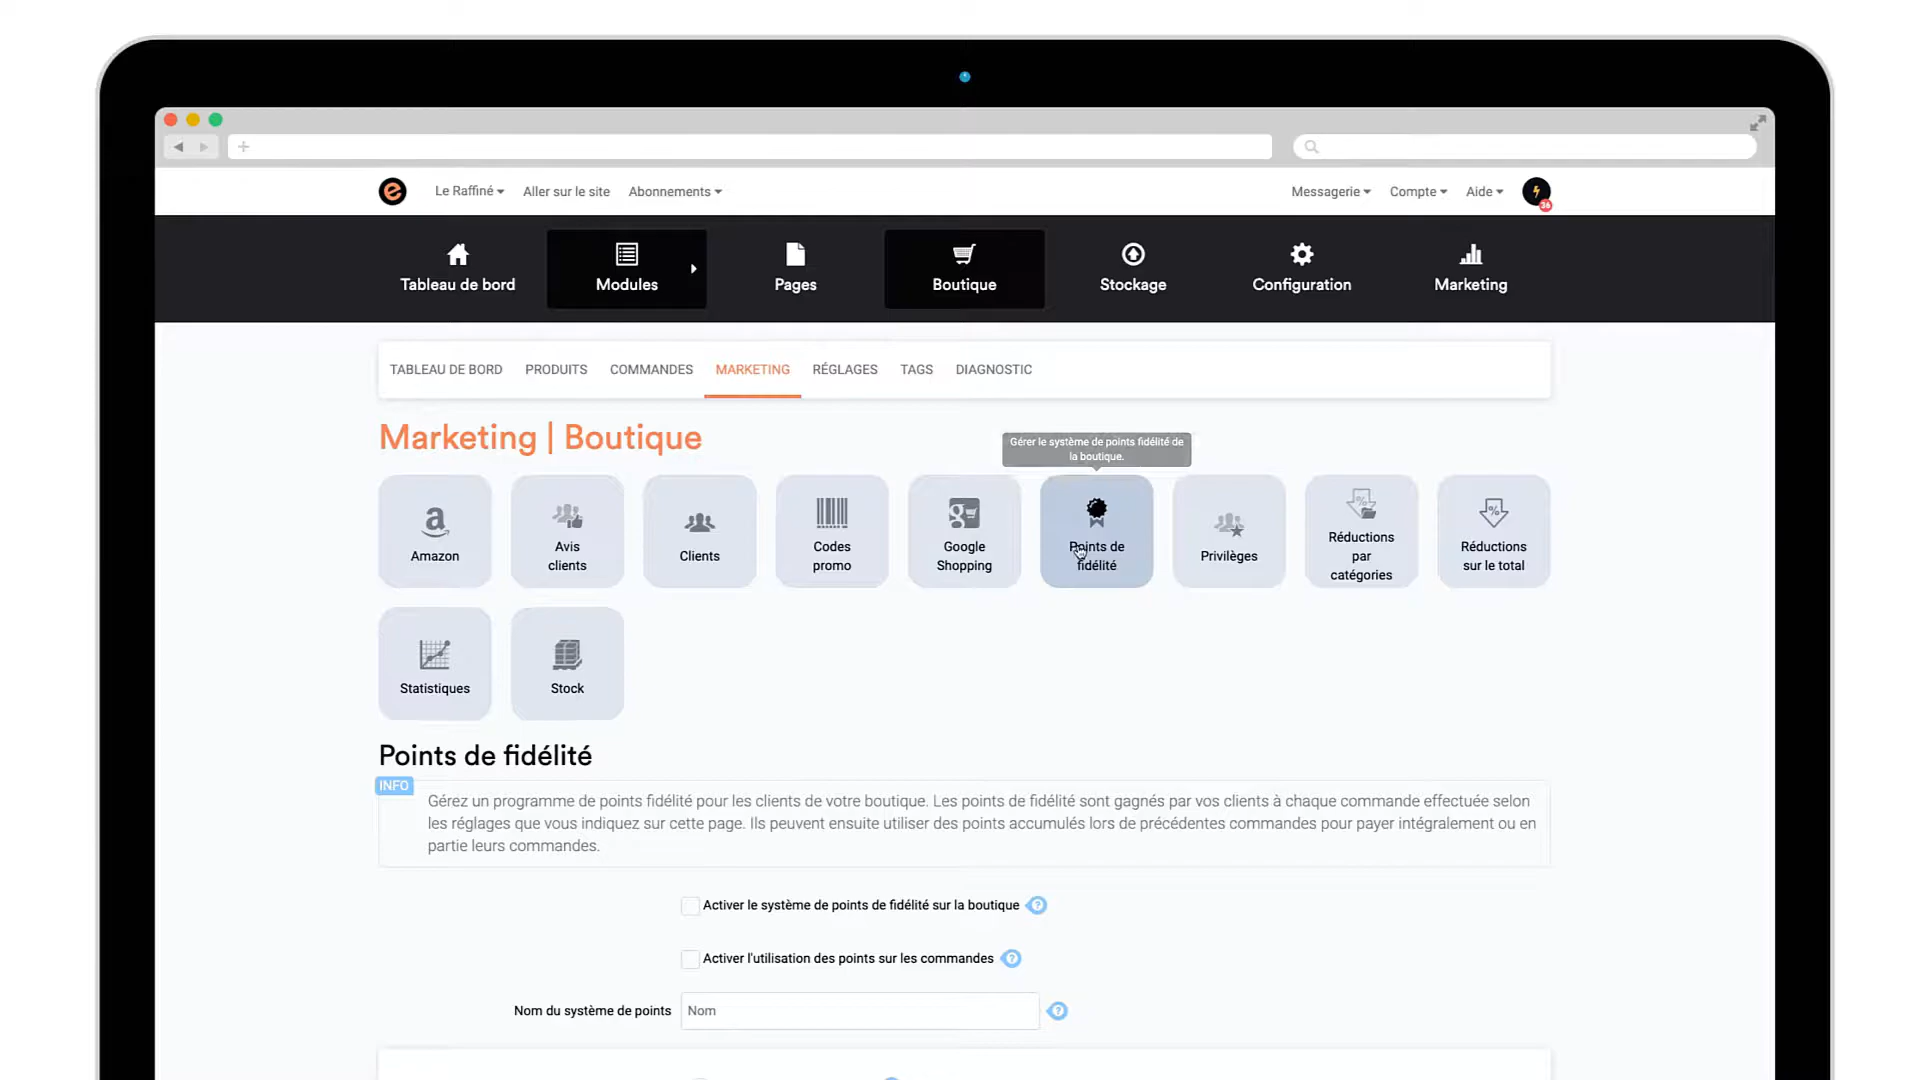 Le Raffiné
Aller sur le site
Abonnements
Messagerie
Compte
Aide
36
Tableau de bord
Modules
Pages
Boutique
Stockage
Configuration
Marketing
TABLEAU DE BORD
PRODUITS
COMMANDES
MARKETING
RÉGLAGES
TAGS
DIAGNOSTIC
Marketing | Boutique
Gérer le système de points fidélité de
la boutique.
Amazon
Avis
clients
Clients
Codes
promo
Google
Shopping
Points de
fidélité
Privilèges
Réductions
par
catégories
Réductions
sur le total
Statistiques
Stock
Points de fidélité
INFO
Gérez un programme de points fidélité pour les clients de votre boutique. Les points de fidélité sont gagnés par vos clients à chaque commande effectuée selon
les réglages que vous indiquez sur cette page. Ils peuvent ensuite utiliser des points accumulés lors de précédentes commandes pour payer intégralement ou en
partie leurs commandes.
Activer le système de points de fidélité sur la boutique
Activer l'utilisation des points sur les commandes
Nom du système de points
Nom